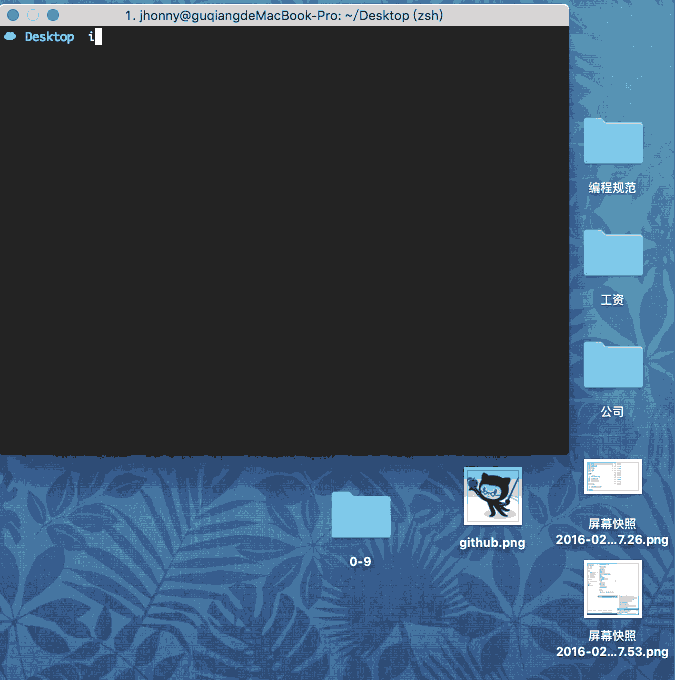 1. jhonny@guqiangdeMacBook-Pro: ~/Desktop (zsh)
Desktop i
编程规范
工资
公司
屏幕快照
2016-02...7.26.png
github.png
0-9
屏幕快照
2016-02...7.53.png